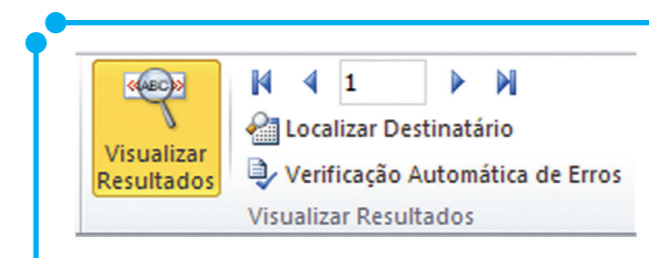 «ABC»
1
Localizar Destinatário
Visualizar
Resultados
Verificação Automática de Erros
Visualizar Resultados